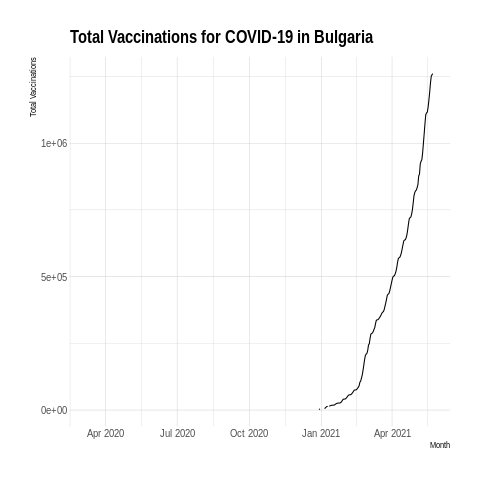 Total Vaccinations for COVID-19 in Bulgaria
Total Vaccinations
1e+06
5e+05
0e+00
Apr 2020 Jul 2020 Oct 2020 Jan 2021 Apr 2021
Month